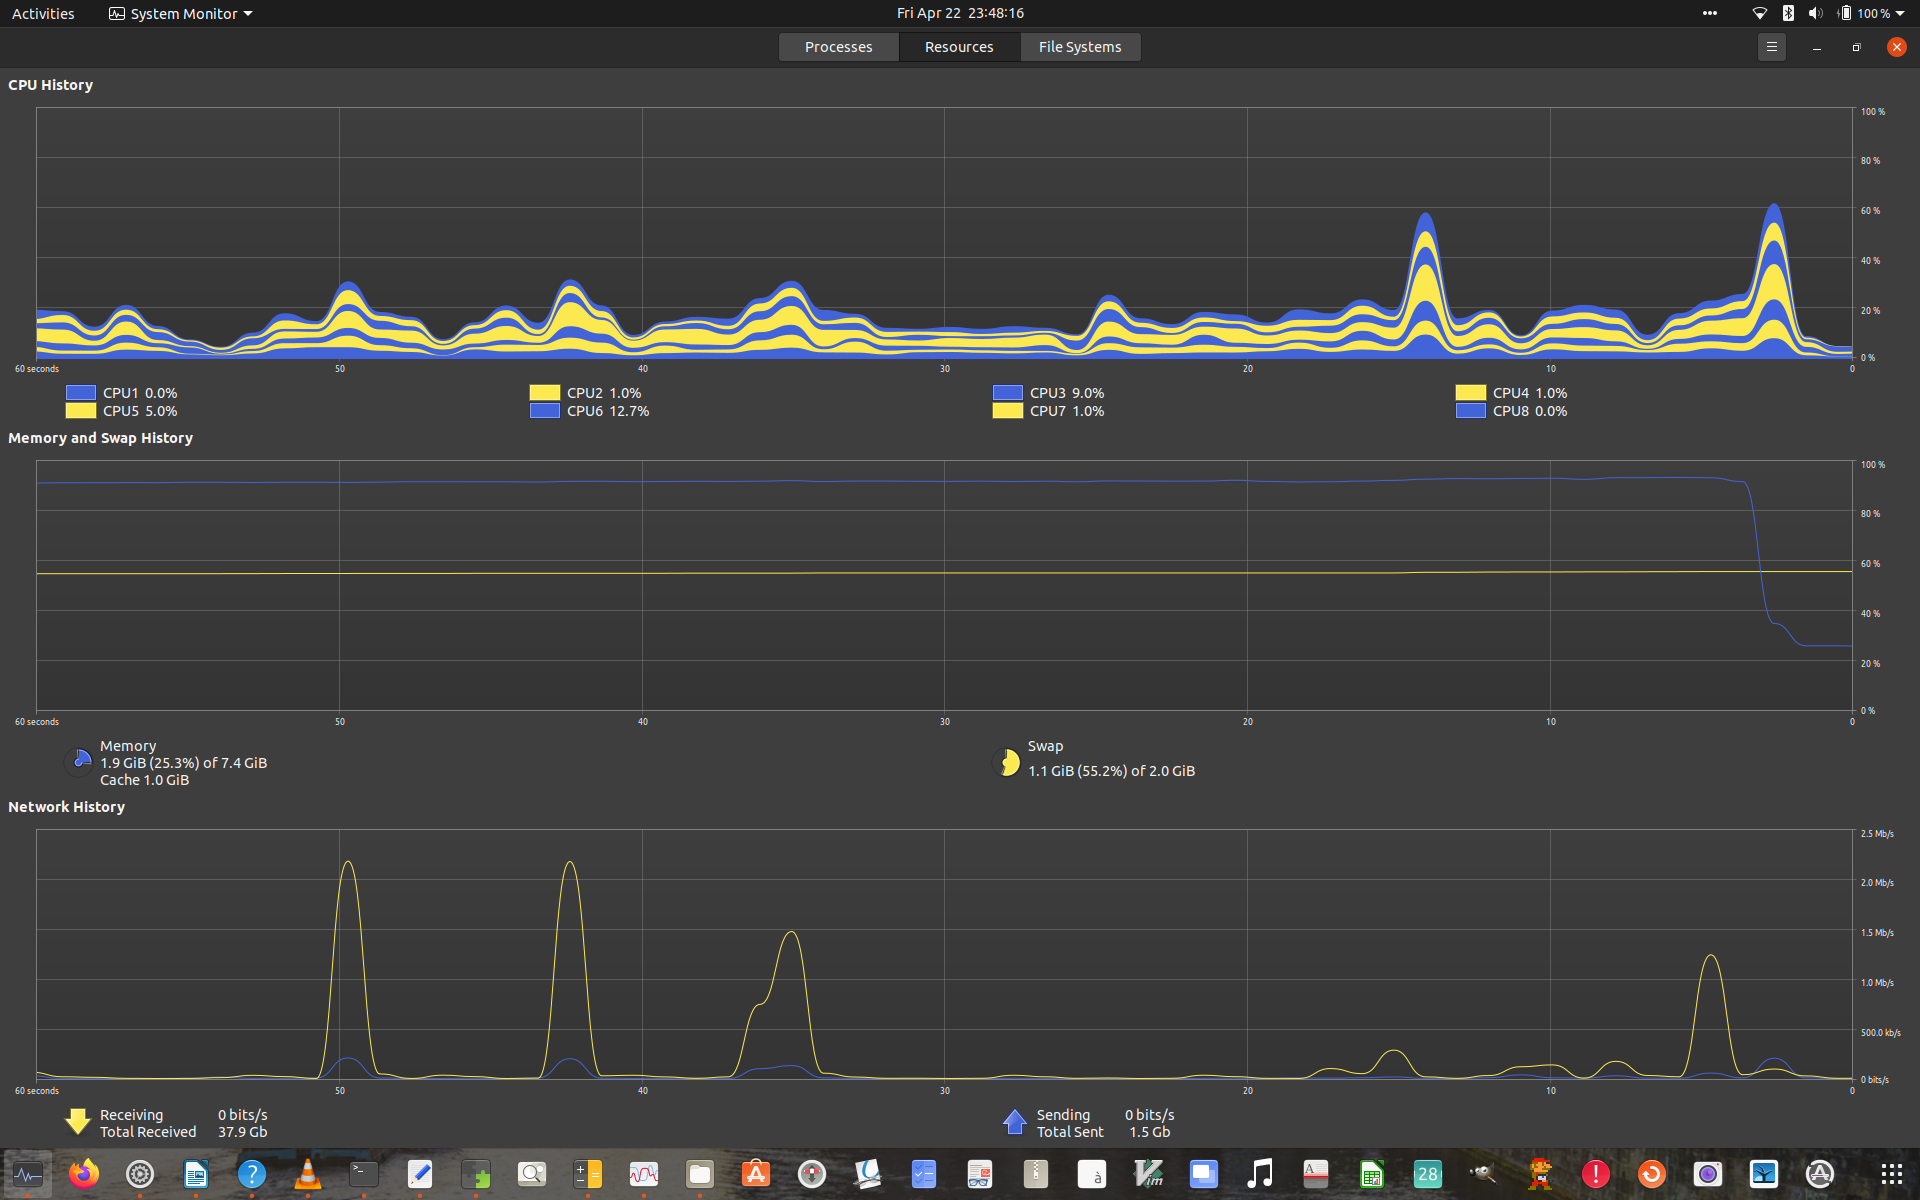 Activities System Monitor Fri Apr 22 23:48:16 100 %
Processes Resources File Systems
CPU History
100 %
80 %
60 %
40 %
20 %
0 %
60 seconds 50 40 30 20 10 0
CPU1 0.0% CPU2 1.0% CPU3 9.0% CPU4 1.0%
CPU5 5.0% CPU6 12.7% CPU7 1.0% CPU8 0.0%
Memory and Swap History
100 %
80 %
60 %
40 %
20 %
0 %
60 seconds 50 40 30 20 10 0
Memory Swap
1.9 GiB (25.3%) of 7.4 GiB 1.1 GiB (55.2%) of 2.0 GiB
Cache 1.0 GiB
Network History
2.5 Mb/s
2.0 Mb/s
1.5 Mb/s
1.0 Mb/s
500.0 kb/s
0 bits/s
60 seconds 50 40 30 20 10 0
Receiving 0 bits/s Sending 0 bits/s
Total Received 37.9 Gb Total Sent 1.5 Gb
? >_ à Vim A 28 !